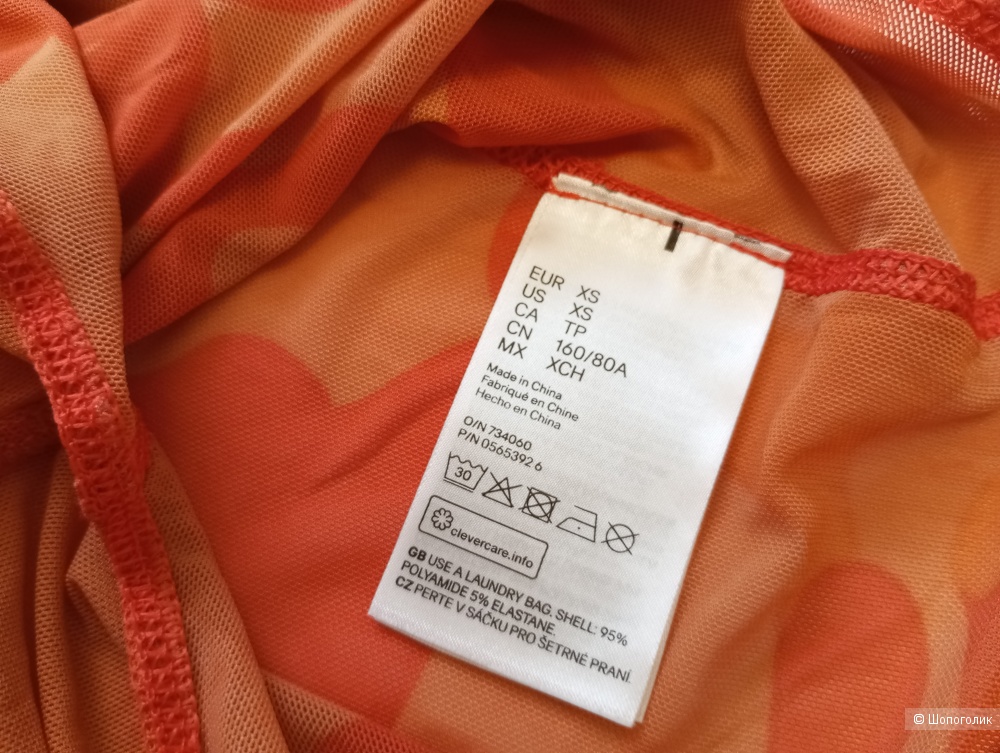 EUR XS
US XS
CA TP
CN 160/80A
MX XCH
Made in China
Fabriqué en Chine
Hecho en China
O/N 734060
P/N 0565392 6
30
clevercare.info
GB USE A LAUNDRY BAG. SHELL: 95%
POLYAMIDE 5% ELASTANE.
CZ PERTE V SÁČKU PRO ŠETRNÉ PRANÍ.
© Шопоголик